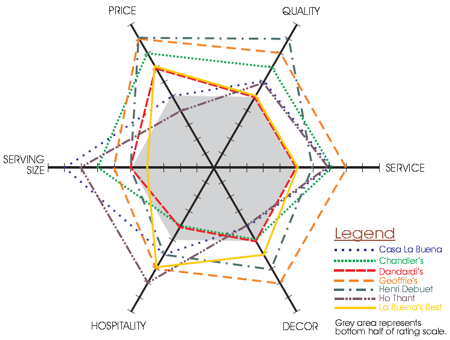 PRICE
QUALITY
SERVING
SIZE
SERVICE
Legend
Casa La Buena
Chandler's
Dandardi's
Geoffrie's
Henri Debuet
Ho Thant
La Buena's Best
HOSPITALITY
DECOR
Grey area represents
bottom half of rating scale.